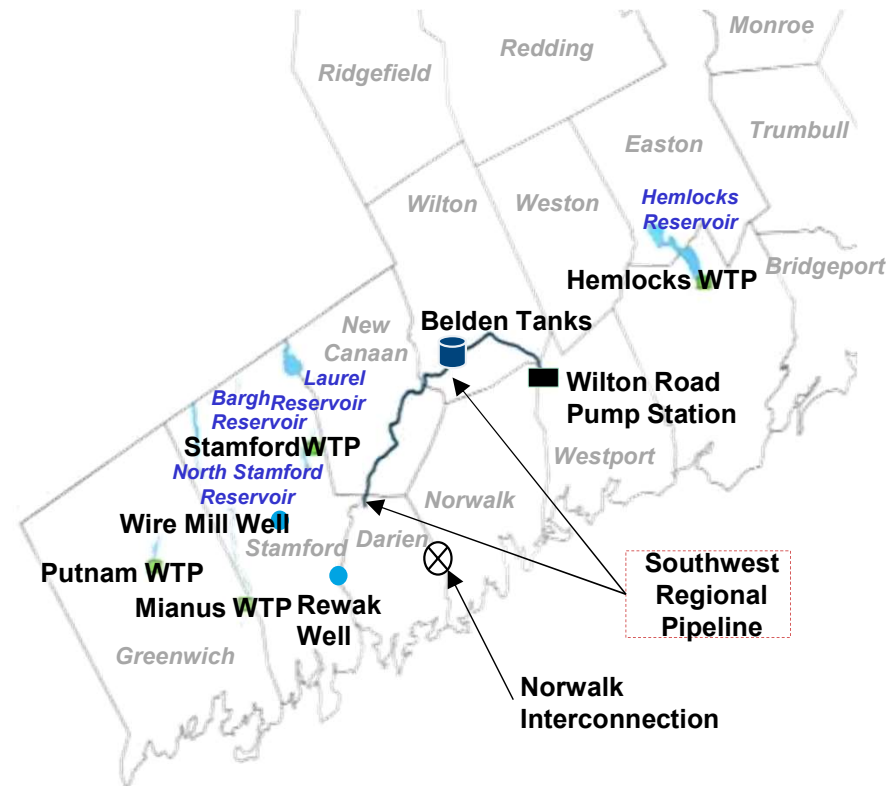 Monroe
Redding
Ridgefield
Trumbull
Easton
Hemlocks
Reservoir
Wilton
Weston
Bridgeport
Hemlocks WTP
New
Canaan
Belden Tanks
Laurel
Reservoir
Bargh
Reservoir
Wilton Road
Pump Station
StamfordWTP
North Stamford
Reservoir
Westport
Norwalk
Wire Mill Well
Stamford
Darien
Putnam WTP
Mianus WTP
Rewak
Well
Southwest
Regional
Pipeline
Greenwich
Norwalk
Interconnection